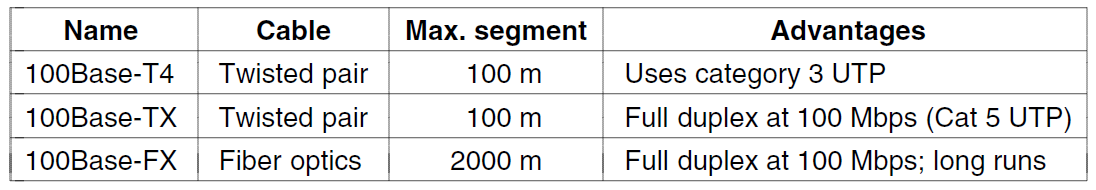 Name Cable Max. segment Advantages
100Base-T4 Twisted pair 100 m Uses category 3 UTP
100Base-TX Twisted pair 100 m Full duplex at 100 Mbps (Cat 5 UTP)
100Base-FX Fiber optics 2000 m Full duplex at 100 Mbps; long runs